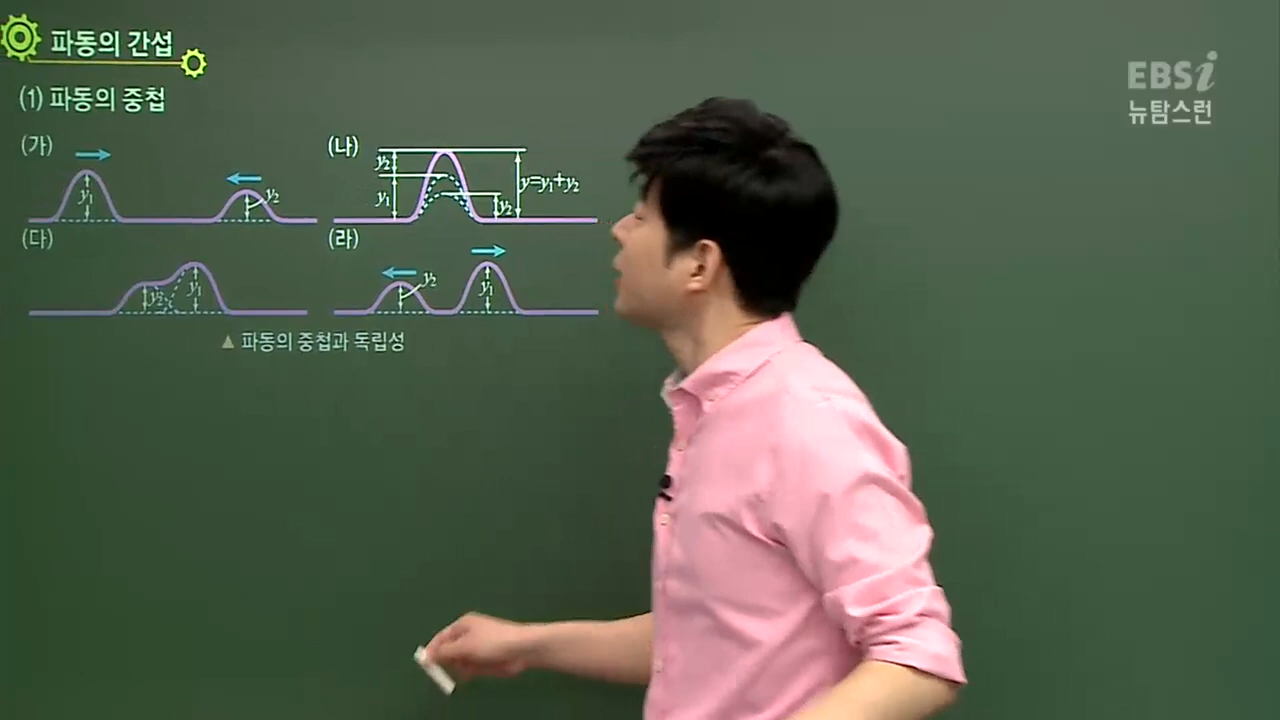 파동의 간섭
(1) 파동의 중첩
EBSi
뉴탐스런
(가)
y₁
y₂
(나)
y₂
y₁
y=y₁+y₂
y₂
(다)
y₂
y₁
(라)
y₂
y₁
▲ 파동의 중첩과 독립성